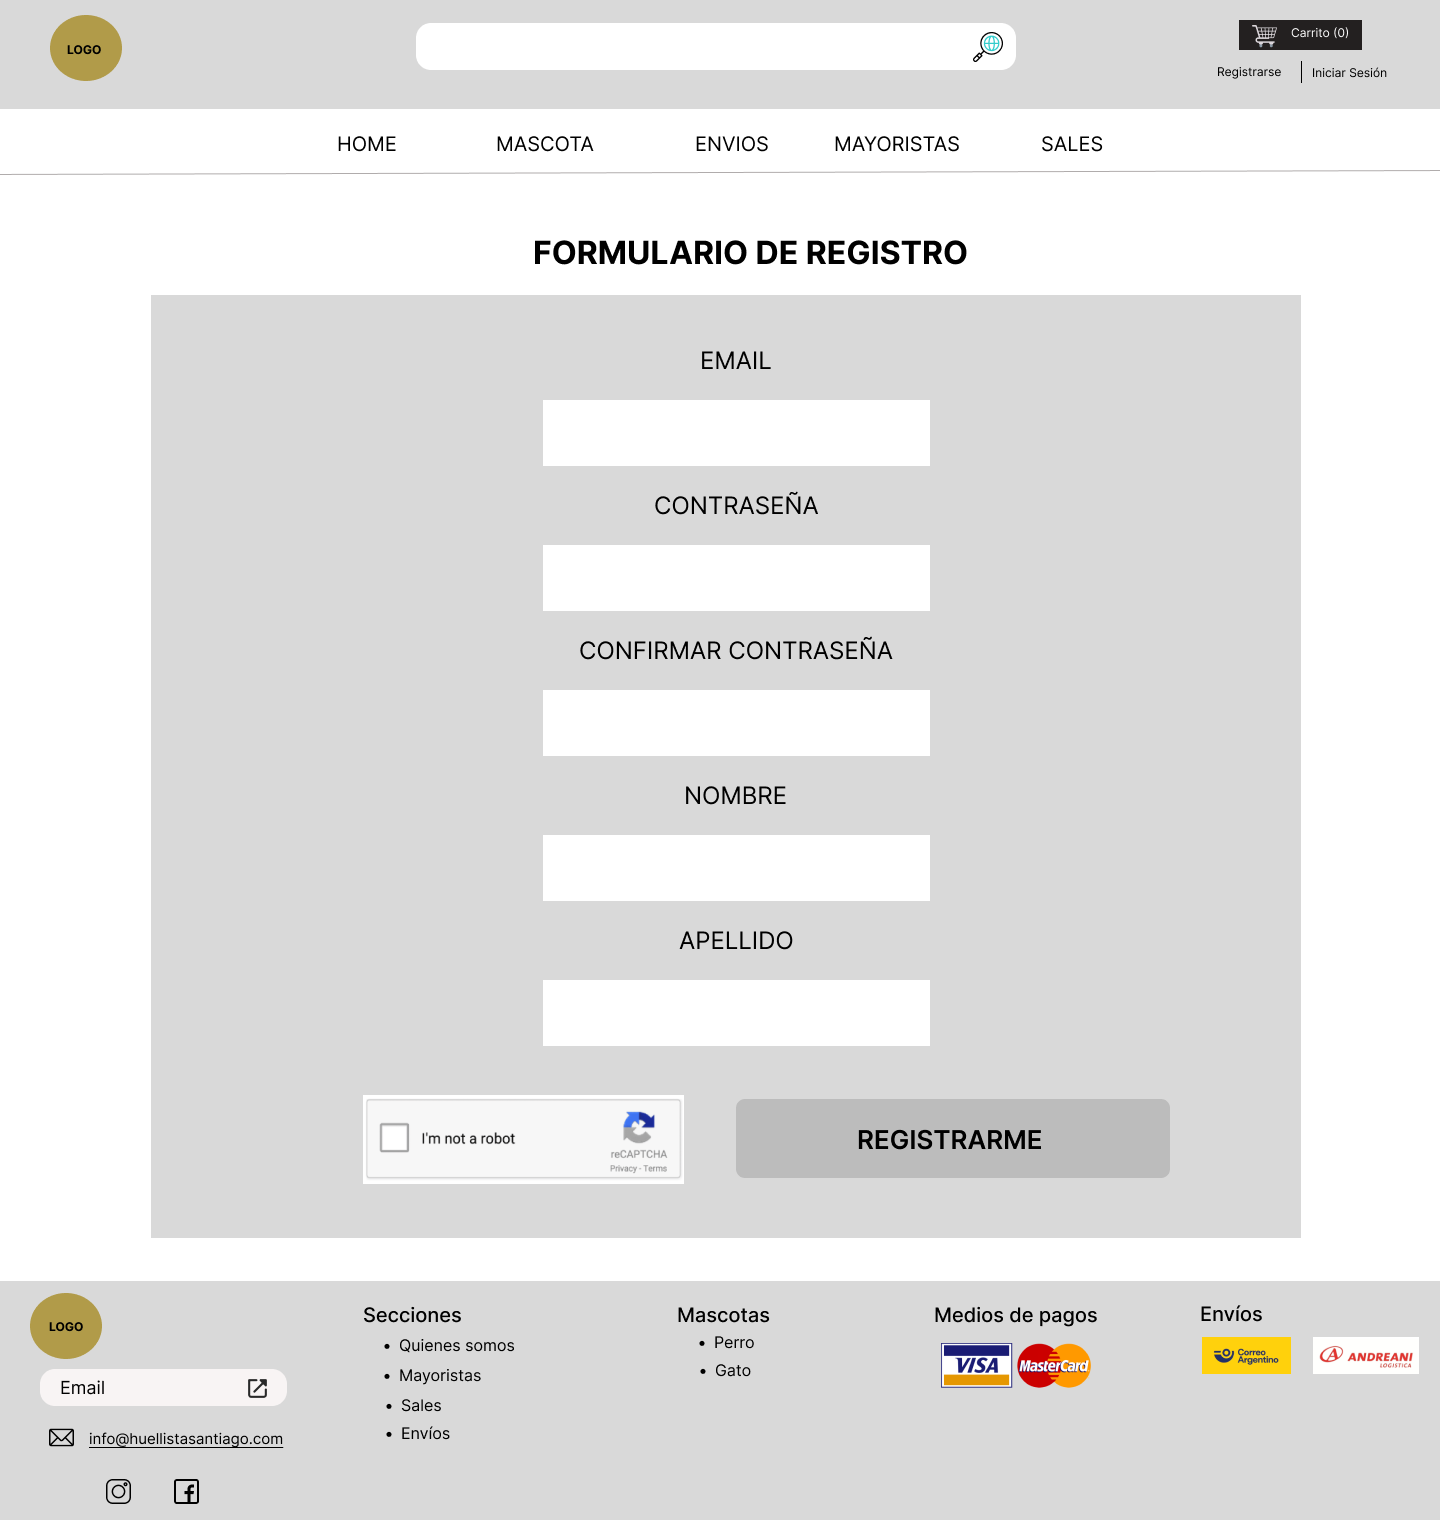 LOGO
Carrito (0)
Registrarse
Iniciar Sesión
HOME
MASCOTA
ENVIOS
MAYORISTAS
SALES
FORMULARIO DE REGISTRO
EMAIL
CONTRASEÑA
CONFIRMAR CONTRASEÑA
NOMBRE
APELLIDO
I'm not a robot
reCAPTCHA
Privacy - Terms
REGISTRARME
LOGO
Email
info@huellistasantiago.com
Secciones
• Quienes somos
• Mayoristas
• Sales
• Envíos
Mascotas
• Perro
• Gato
Medios de pagos
VISA
MasterCard
Envíos
Correo
Argentino
ANDREANI
LOGISTICA